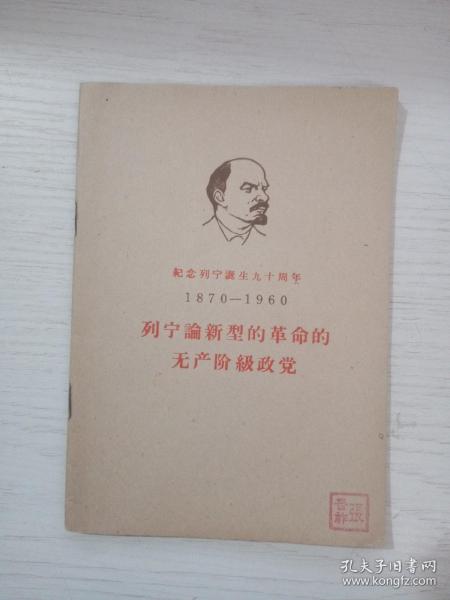 紀念列宁誕生九十周年
1870—1960
列宁論新型的革命的
无产阶級政党
張
孔夫子旧书网
www.kongfz.com